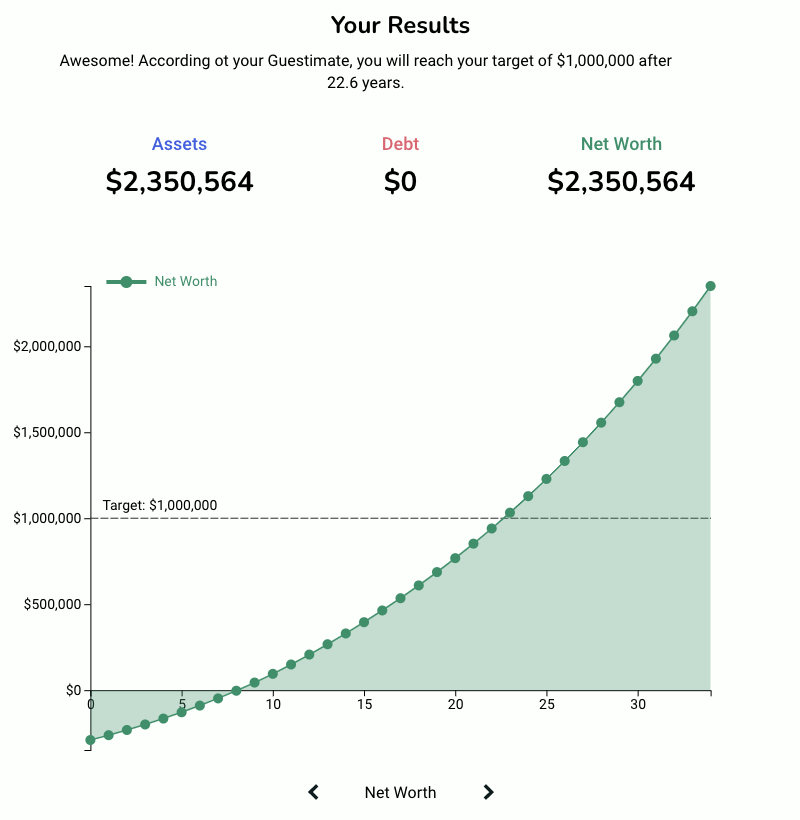 Your Results
Awesome! According ot your Guestimate, you will reach your target of $1,000,000 after
22.6 years.
Assets Debt Net Worth
$2,350,564 $0 $2,350,564
Net Worth
$2,000,000
$1,500,000
Target: $1,000,000
$1,000,000
$500,000
$0
0 5 10 15 20 25 30
Net Worth